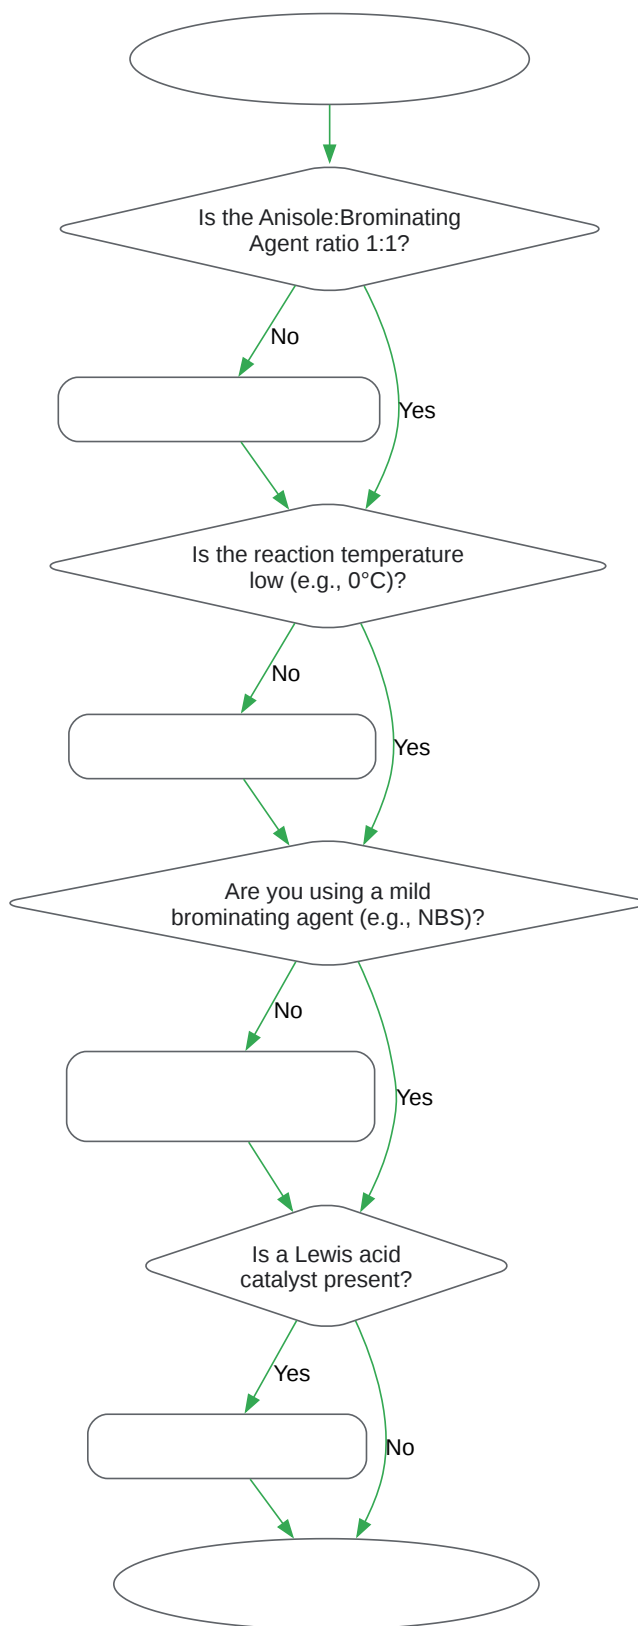 Is the Anisole:Brominating
Agent ratio 1:1?
No
Yes
Is the reaction temperature
low (e.g., 0°C)?
No
Yes
Are you using a mild
brominating agent (e.g., NBS)?
No
Yes
Is a Lewis acid
catalyst present?
Yes
No